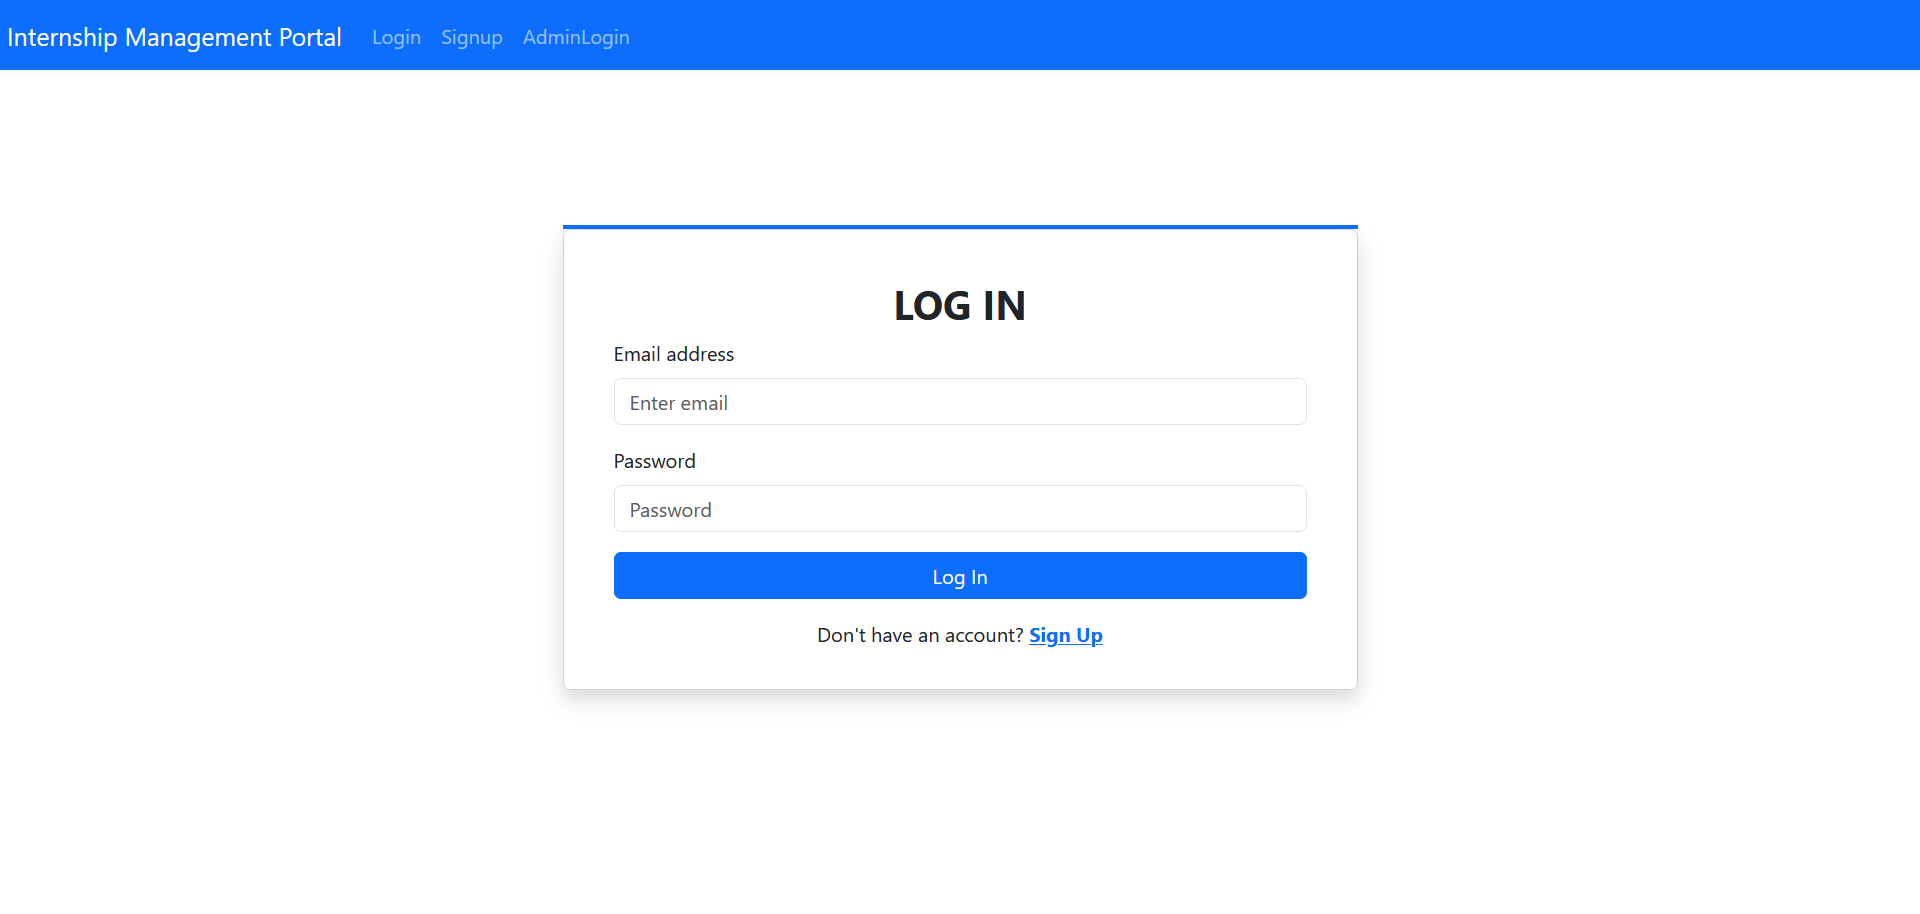 Internship Management Portal Login Signup AdminLogin
LOG IN
Email address
Enter email
Password
Password
Log In
Don't have an account? Sign Up